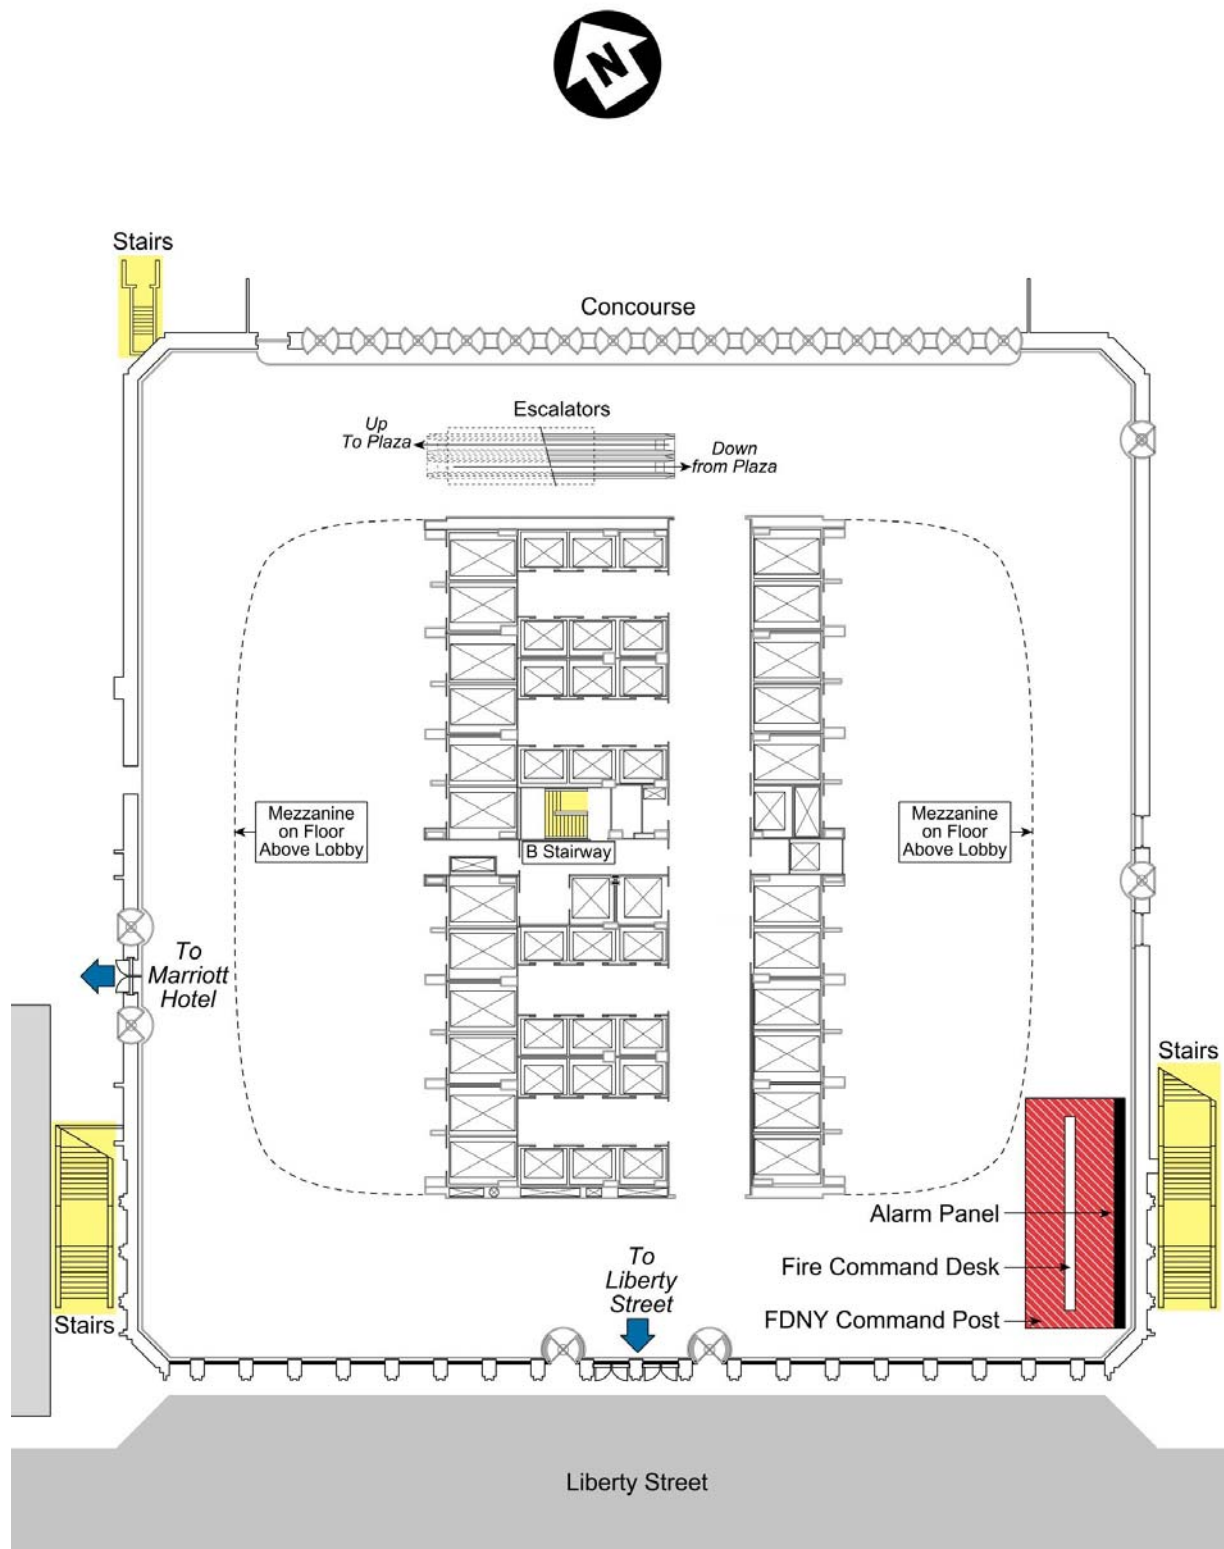 N
Stairs
Concourse
Escalators
Up
To Plaza
Down
from Plaza
Mezzanine
on Floor
Above Lobby
Mezzanine
on Floor
Above Lobby
B Stairway
To
Marriott
Hotel
Stairs
Alarm Panel
To
Liberty
Street
Fire Command Desk
FDNY Command Post
Stairs
Liberty Street